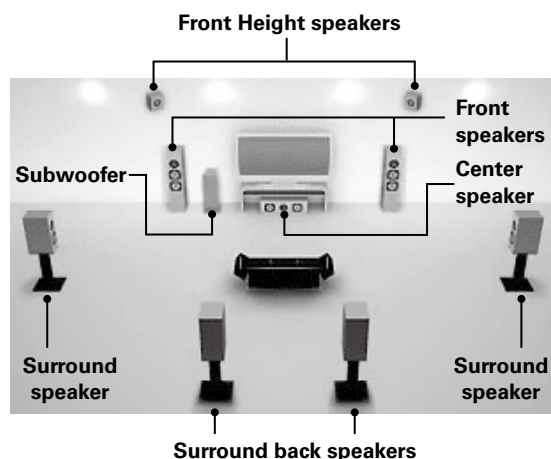 Front Height speakers
Front
speakers
Subwoofer
Center
speaker
Surround
speaker
Surround
speaker
Surround back speakers